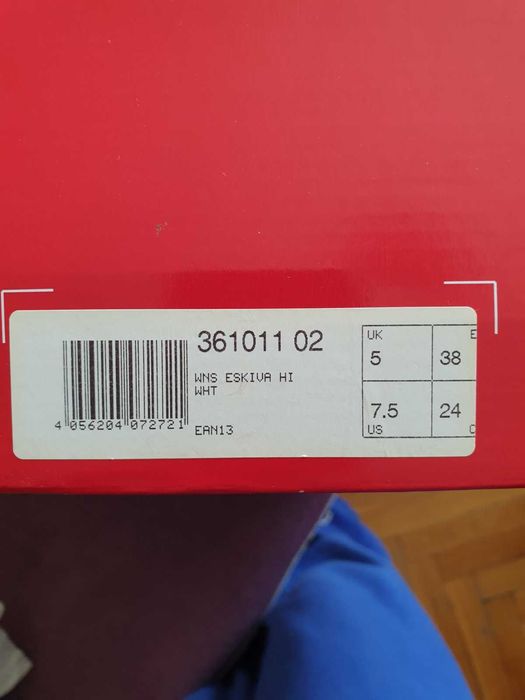 361011 02
WNS ESKIVA HI
WHT
4 056204 072721
EAN13
UK E
5 38
7.5 24
US C